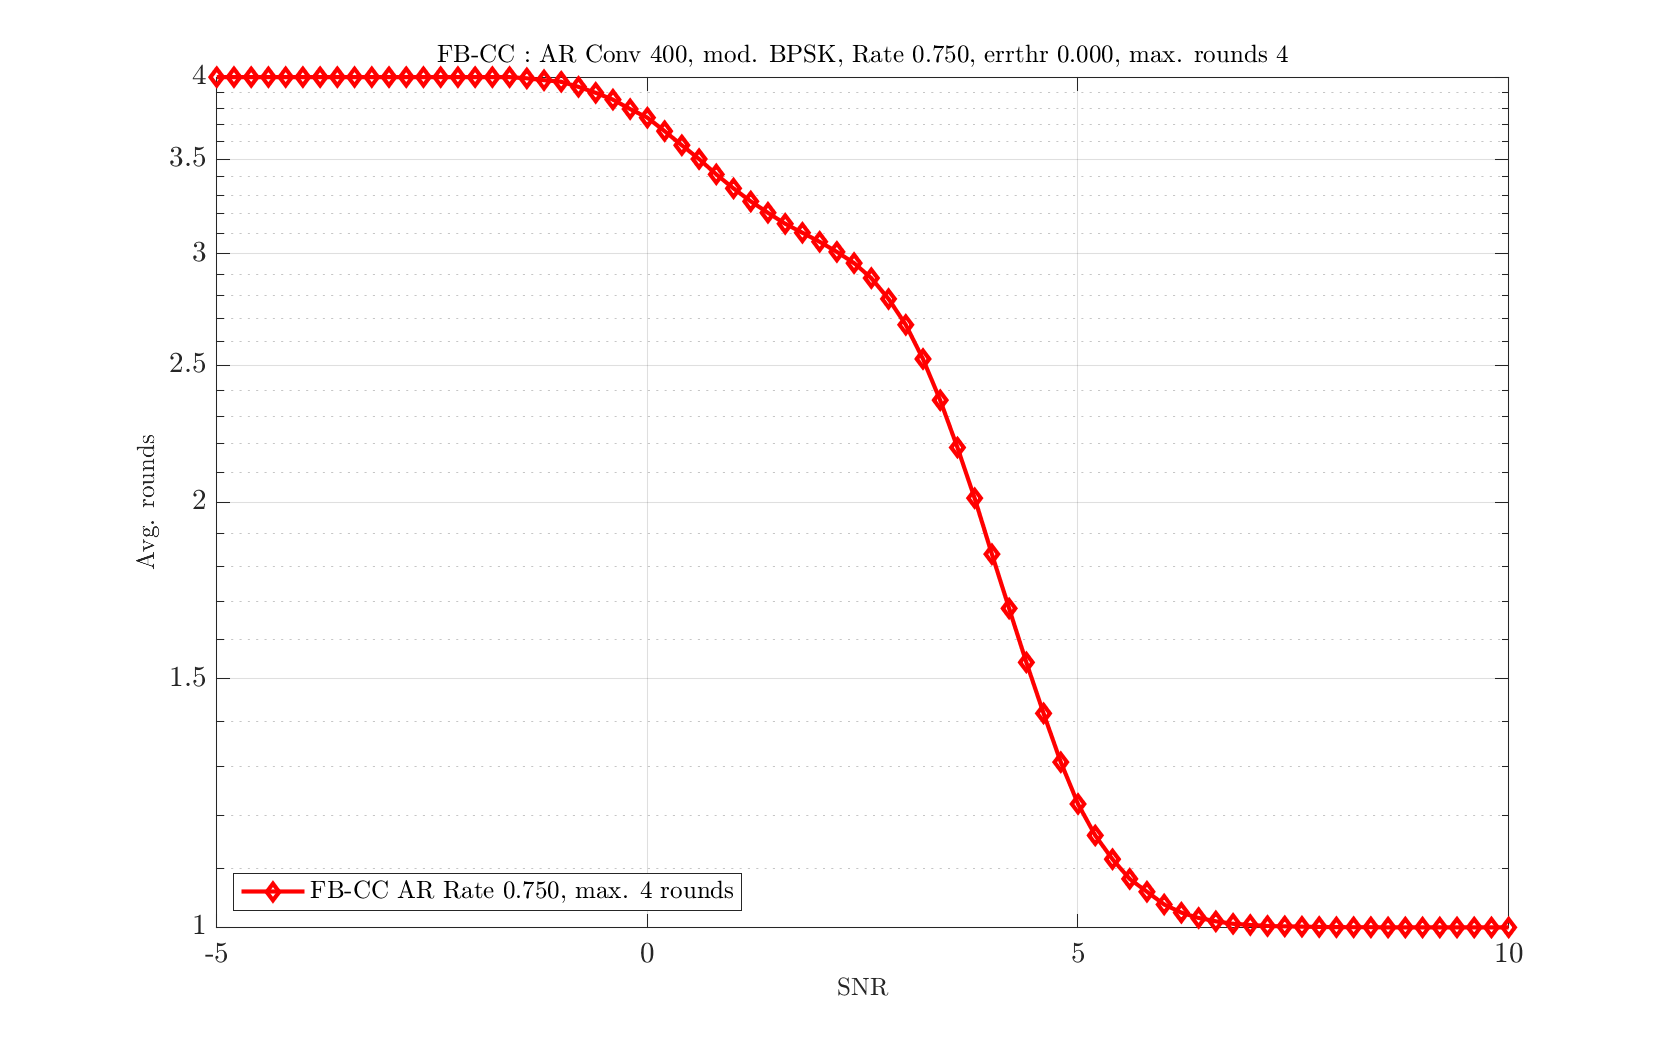 FB-CC : AR Conv 400, mod. BPSK, Rate 0.750, errthr 0.000, max. rounds 4
4
3.5
3
2.5
2
1.5
1
Avg. rounds
FB-CC AR Rate 0.750, max. 4 rounds
-5 0 5 10
SNR